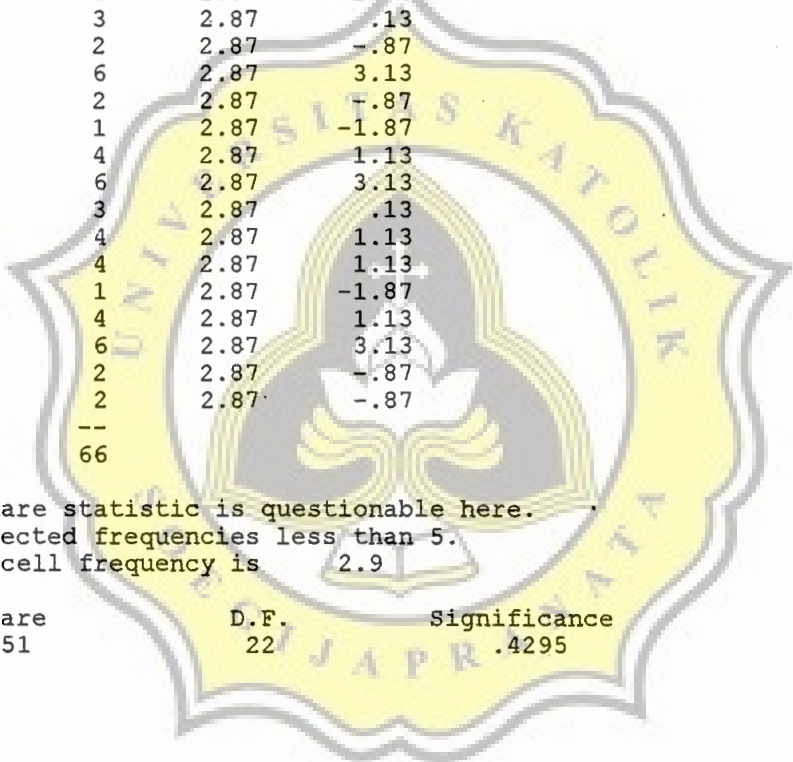 3 2.87 .13
2 2.87 -.87
6 2.87 3.13
2 2.87 -.87
1 2.87 -1.87
4 2.87 1.13
6 2.87 3.13
3 2.87 .13
4 2.87 1.13
4 2.87 1.13
1 2.87 -1.87
4 2.87 1.13
6 2.87 3.13
2 2.87 -.87
2 2.87 -.87
--
66
are statistic is questionable here.
ected frequencies less than 5.
cell frequency is 2.9
are D.F. Significance
51 22 .4295
UNIVERSITAS KATOLIK
SOEGIJAPRANATA